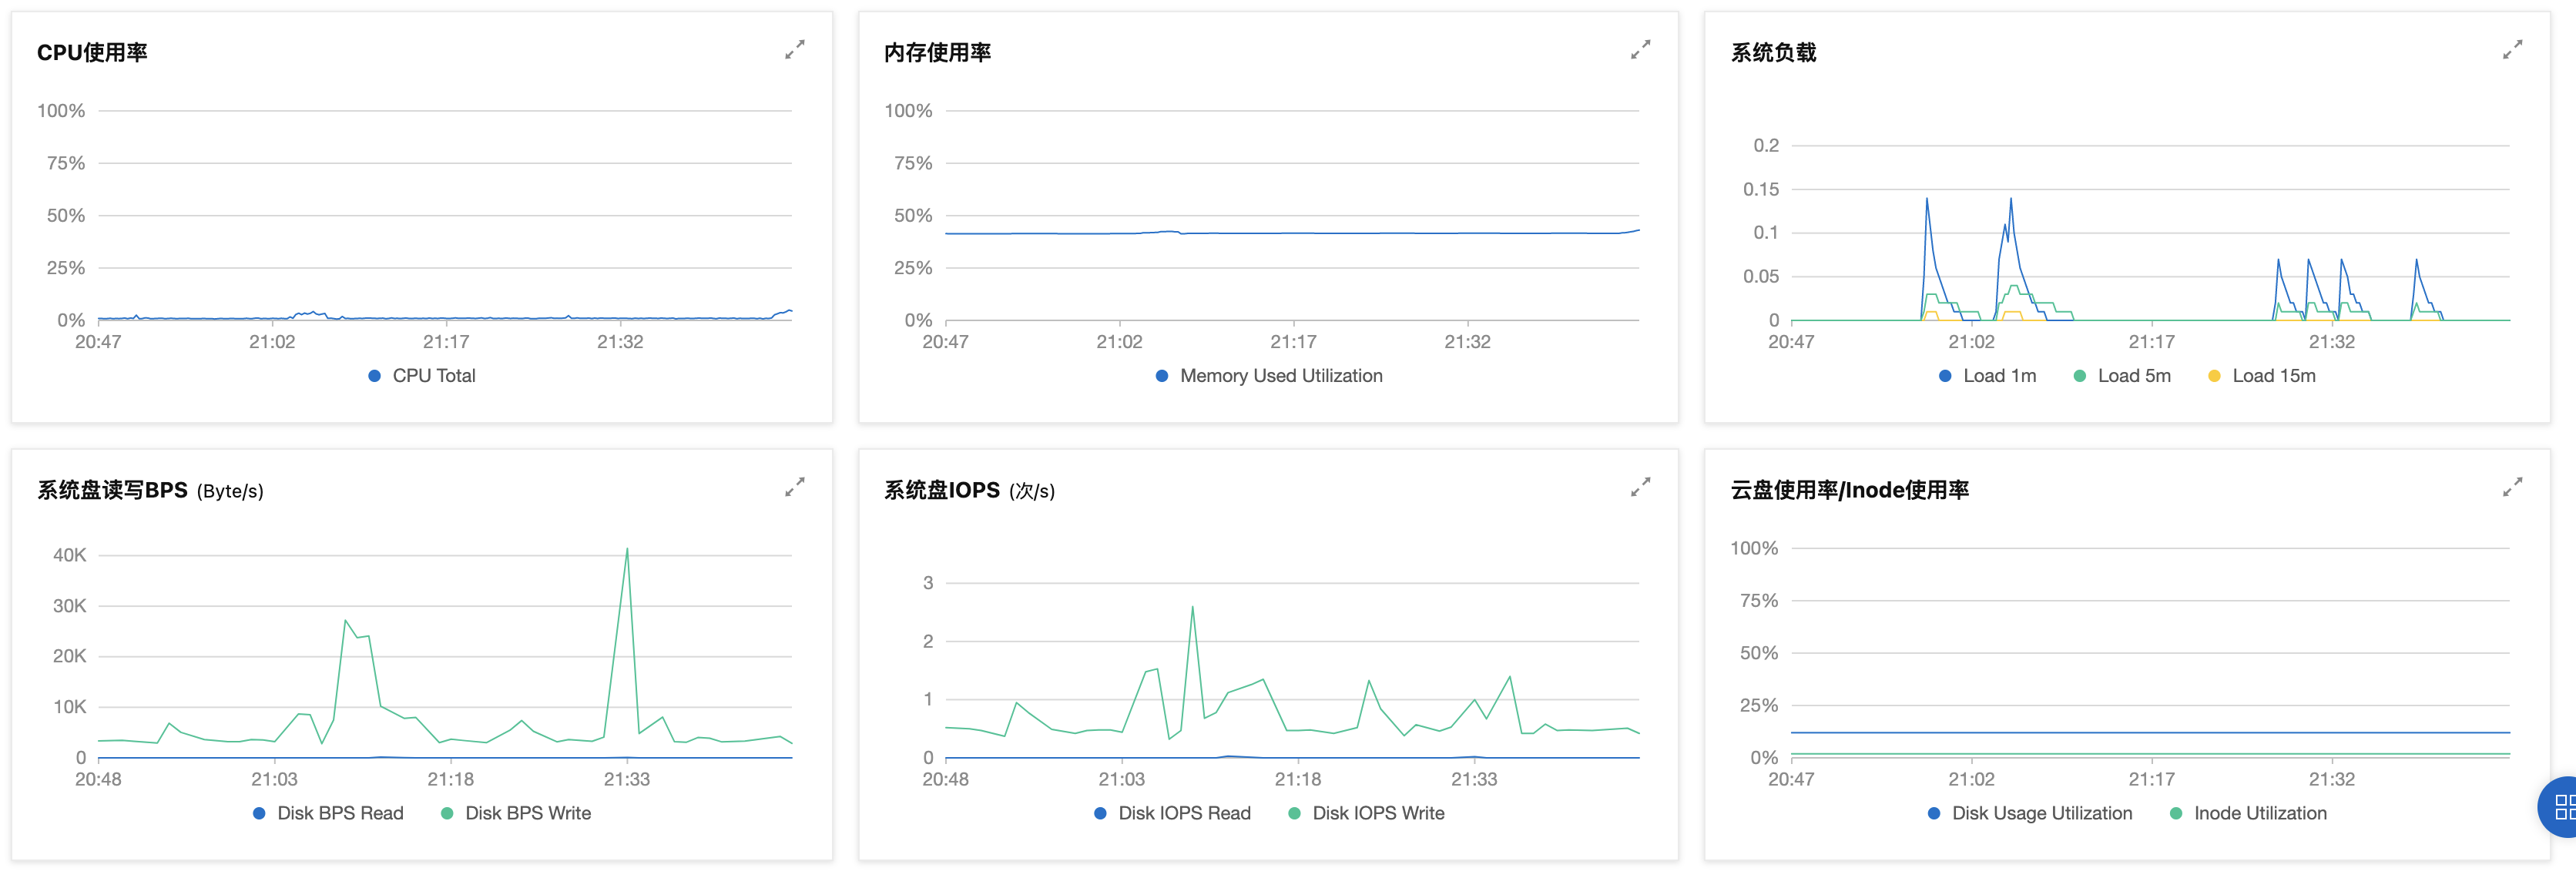 CPU使用率
100%
75%
50%
25%
0%
20:47 21:02 21:17 21:32
CPU Total
内存使用率
100%
75%
50%
25%
0%
20:47 21:02 21:17 21:32
Memory Used Utilization
系统负载
0.2
0.15
0.1
0.05
0
20:47 21:02 21:17 21:32
Load 1m Load 5m Load 15m
系统盘读写BPS (Byte/s)
40K
30K
20K
10K
0
20:48 21:03 21:18 21:33
Disk BPS Read Disk BPS Write
系统盘IOPS (次/s)
3
2
1
0
20:48 21:03 21:18 21:33
Disk IOPS Read Disk IOPS Write
云盘使用率/Inode使用率
100%
75%
50%
25%
0%
20:47 21:02 21:17 21:32
Disk Usage Utilization Inode Utilization